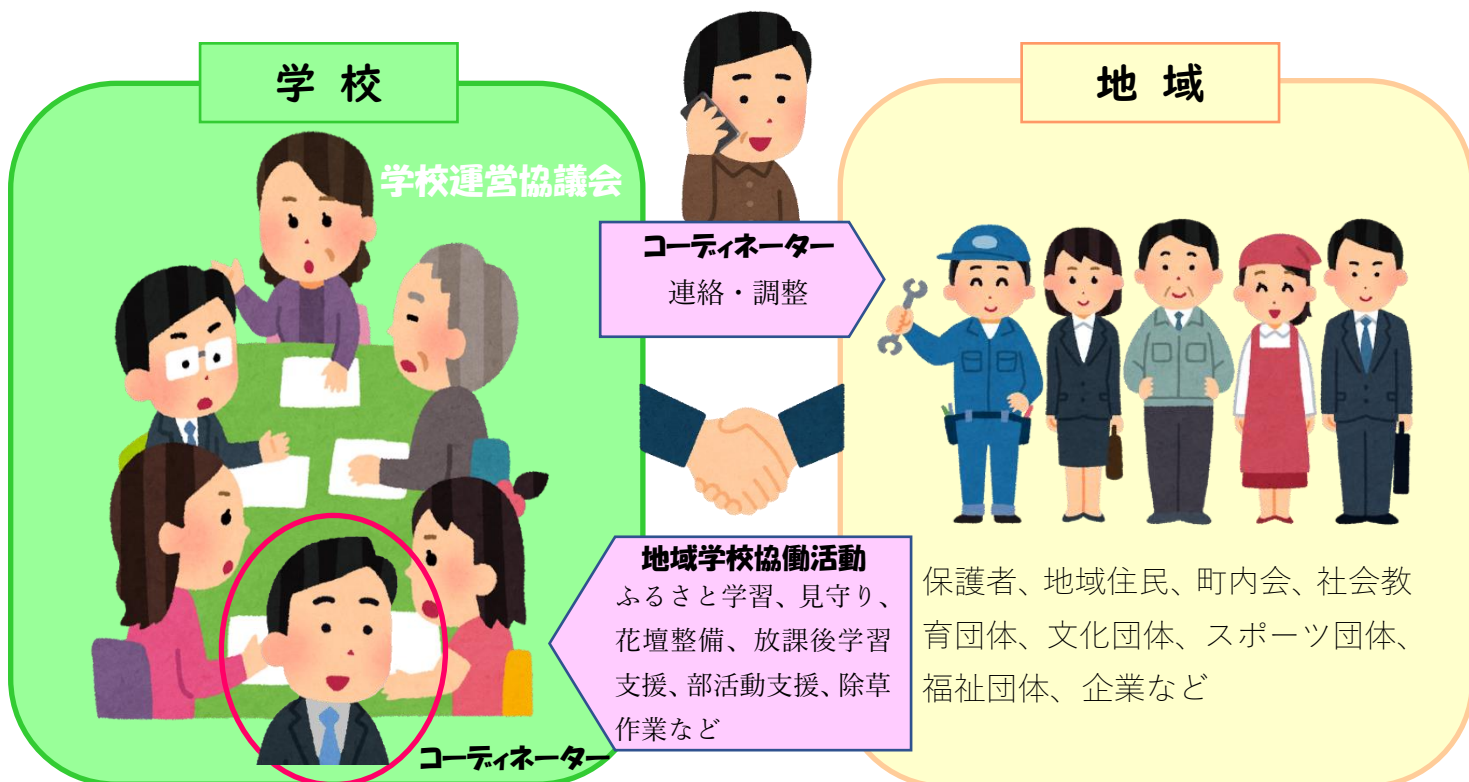 学校
学校運営協議会
コーディネーター
コーディネーター
連絡・調整
地域学校協働活動
ふるさと学習、見守り、
花壇整備、放課後学習
支援、部活動支援、除草
作業など
地域
保護者、地域住民、町内会、社会教
育団体、文化団体、スポーツ団体、
福祉団体、企業など